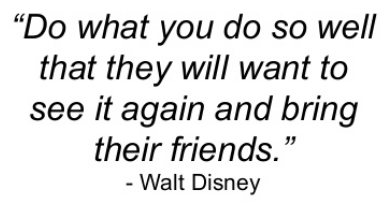 “Do what you do so well
that they will want to
see it again and bring
their friends.”
- Walt Disney